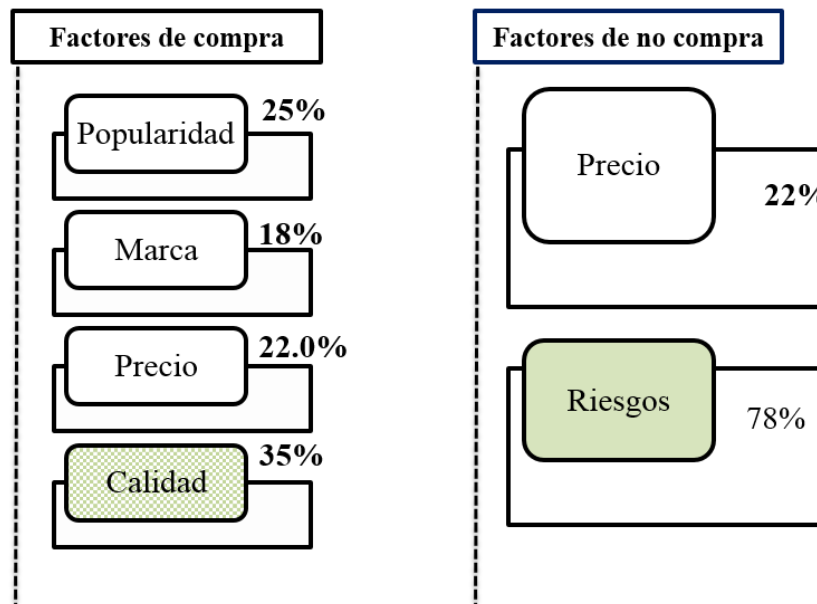 Factores de compra
Popularidad
25%
Marca
18%
Precio
22.0%
Calidad
35%
Factores de no compra
Precio
22%
Riesgos
78%